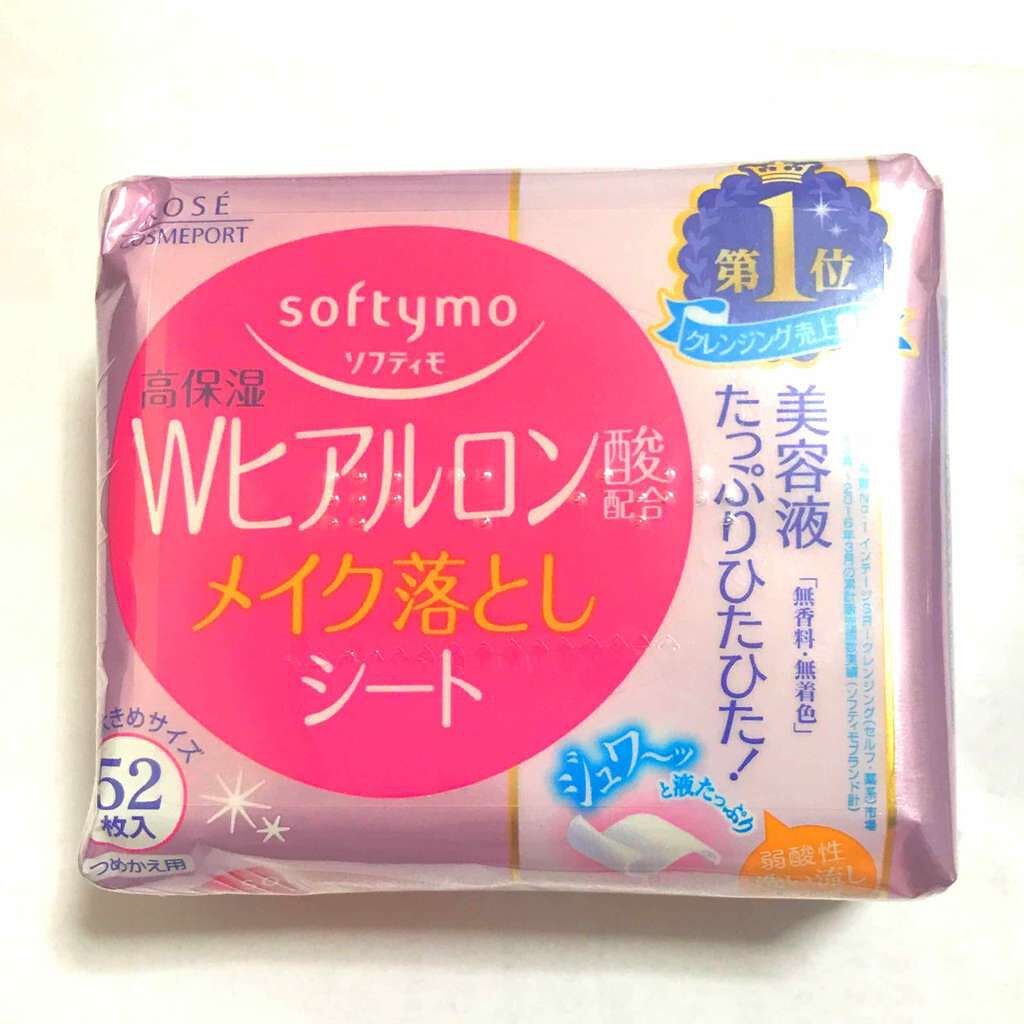 KOSÉ
COSMEPORT
softymo
ソフティモ
高保湿
Wヒアルロン酸
配合
メイク落とし
シート
大きめサイズ
52
枚入
つめかえ用
第1位
クレンジング売上
美容液
たっぷりひたひた!
「無香料・無着色」
シュワ〜ッ
と液たっぷり
弱酸性